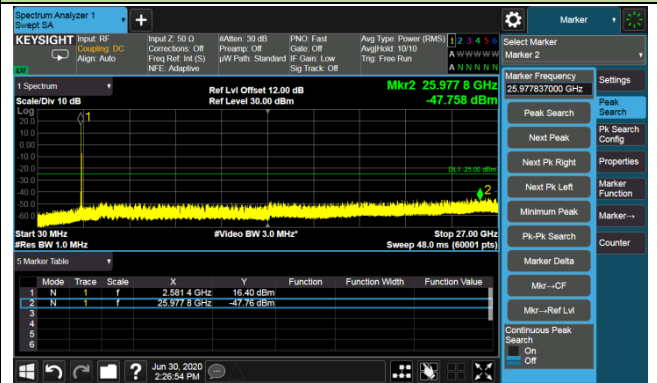 Spectrum Analyzer 1
Swept SA
+
Marker
KEYSIGHT
Input: RF
Coupling: DC
Align: Auto
Input Z: 50 Ω
Corrections: Off
Freq Ref: Int (S)
NFE: Adaptive
#Atten: 30 dB
Preamp: Off
µW Path: Standard
PNO: Fast
Gate: Off
IF Gain: Low
Sig Track: Off
Avg Type: Power (RMS)
Avg|Hold: 10/10
Trig: Free Run
1 2 3 4 5 6
A W W W W W
A N N N N N
LXI
Select Marker
Marker 2
1 Spectrum
Scale/Div 10 dB
Ref Lvl Offset 12.00 dB
Ref Level 30.00 dBm
Mkr2 25.977 8 GHz
-47.758 dBm
Log
20.0
10.0
0.00
-10.0
-20.0
-30.0
-40.0
-50.0
-60.0
1
DL1 -25.00 dBm
2
Start 30 MHz
#Res BW 1.0 MHz
#Video BW 3.0 MHz*
Stop 27.00 GHz
Sweep 48.0 ms (60001 pts)
5 Marker Table
Mode Trace Scale X Y Function Function Width Function Value
1 N 1 f 2.581 4 GHz 16.40 dBm
2 N 1 f 25.977 8 GHz -47.76 dBm
3
4
5
6
Marker Frequency
25.977837000 GHz
Peak Search
Next Peak
Next Pk Right
Next Pk Left
Minimum Peak
Pk-Pk Search
Marker Delta
Mkr→CF
Mkr→Ref Lvl
Continuous Peak
Search
On
Off
Settings
Peak
Search
Pk Search
Config
Properties
Marker
Function
Marker→
Counter
?
Jun 30, 2020
2:26:54 PM